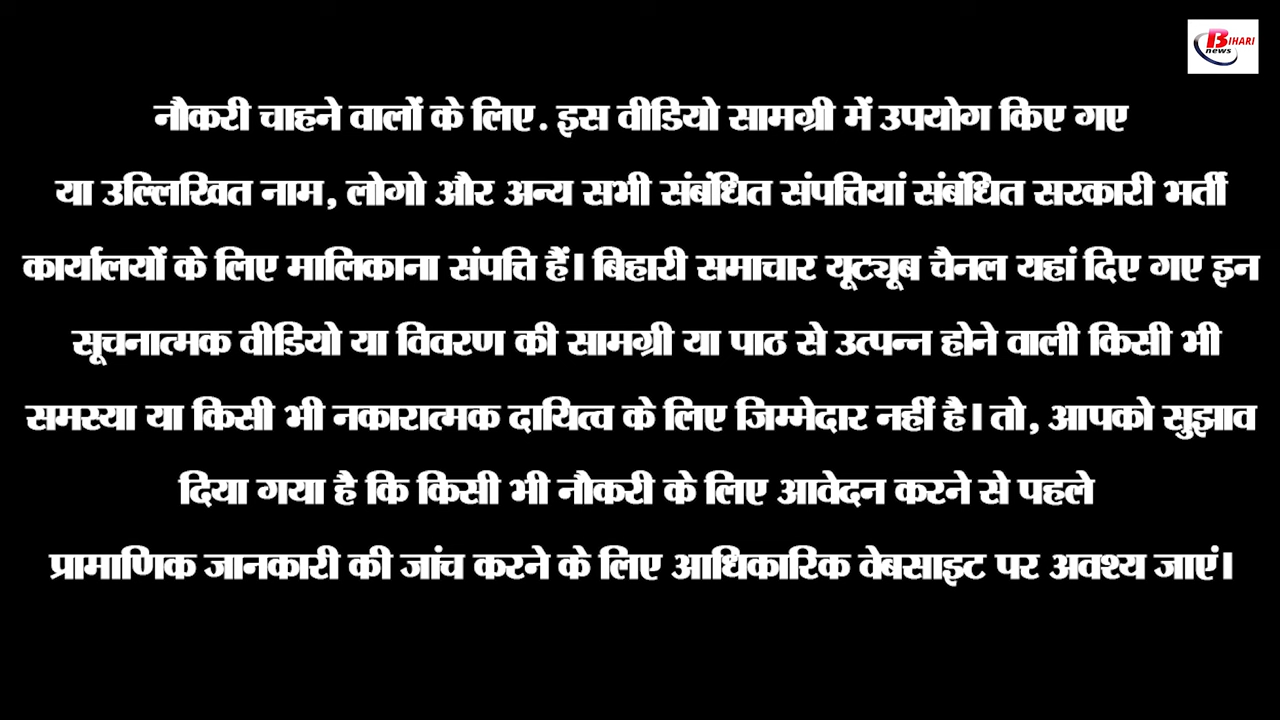 BIHARI
news
नौकरी चाहने वालों के लिए. इस वीडियो सामग्री में उपयोग किए गए
या उल्लिखित नाम, लोगो और अन्य सभी संबंधित संपत्तियां संबंधित सरकारी भर्ती
कार्यालयों के लिए मालिकाना संपत्ति हैं। बिहारी समाचार यूट्यूब चैनल यहां दिए गए इन
सूचनात्मक वीडियो या विवरण की सामग्री या पाठ से उत्पन्न होने वाली किसी भी
समस्या या किसी भी नकारात्मक दायित्व के लिए जिम्मेदार नहीं है। तो, आपको सुझाव
दिया गया है कि किसी भी नौकरी के लिए आवेदन करने से पहले
प्रामाणिक जानकारी की जांच करने के लिए आधिकारिक वेबसाइट पर अवश्य जाएं।